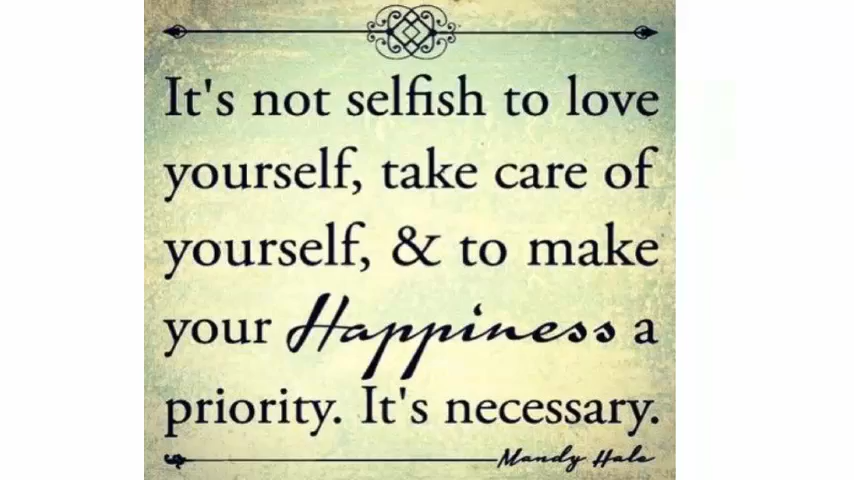 It's not selfish to love
yourself, take care of
yourself, & to make
your Happiness a
priority. It's necessary.
Mandy Hale